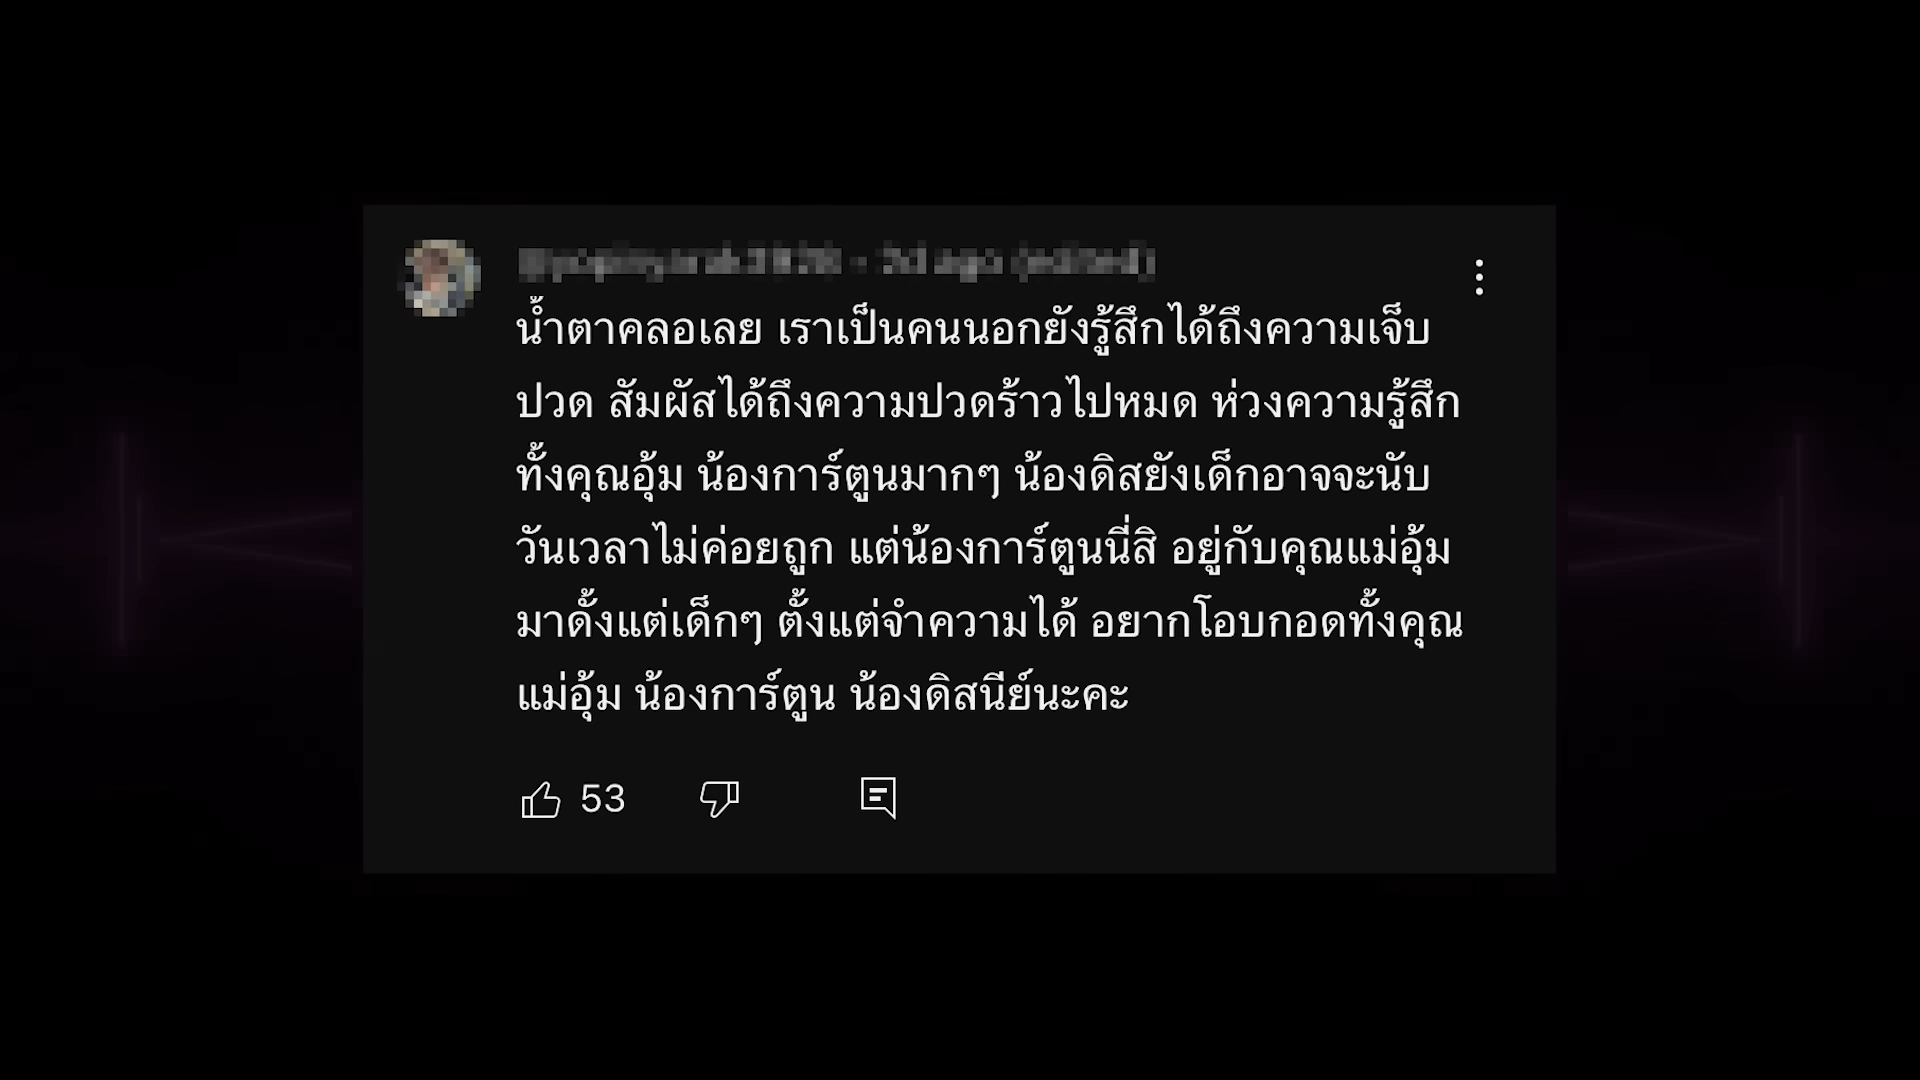 น้ำตาคลอเลย เราเป็นคนนอกยังรู้สึกได้ถึงความเจ็บ
ปวด สัมผัสได้ถึงความปวดร้าวไปหมด ห่วงความรู้สึก
ทั้งคุณอุ้ม น้องการ์ตูนมากๆ น้องดิสยังเด็กอาจจะนับ
วันเวลาไม่ค่อยถูก แต่น้องการ์ตูนนี่สิ อยู่กับคุณแม่อุ้ม
มาดั้งแต่เด็กๆ ตั้งแต่จำความได้ อยากโอบกอดทั้งคุณ
แม่อุ้ม น้องการ์ตูน น้องดิสนีย์นะคะ
53